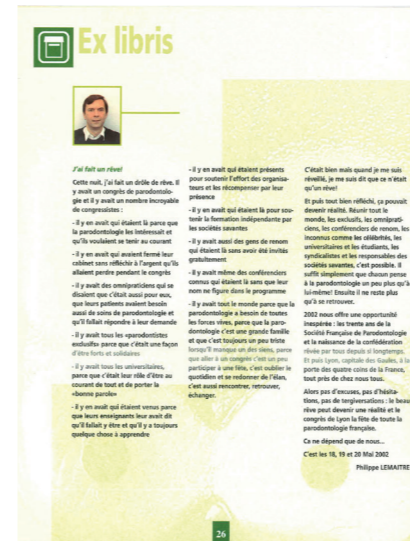 Ex libris
J'ai fait un rêve!
Cette nuit, j'ai fait un drôle de rêve. Il
y avait un congrès de parodontolo-
gie et il y avait un nombre incroyable
de congressistes :
- il y en avait qui étaient là parce que
la parodontologie les intéressait et
qu'ils voulaient se tenir au courant
- il y en avait qui avaient fermé leur
cabinet sans réfléchir à l'argent qu'ils
allaient perdre pendant le congrès
- il y avait des omnipraticiens qui se
disaient que c'était aussi pour eux,
que leurs patients avaient besoin
aussi de soins de parodontologie et
qu'il fallait répondre à leur demande
- il y avait tous les «parodontistes
exclusifs» parce que c'était une façon
d'être forts et solidaires
- il y avait tous les universitaires,
parce que c'était leur rôle d'être au
courant de tout et de porter la
«bonne parole»
- il y en avait qui étaient venus parce
que leurs enseignants leur avait dit
qu'il fallait y être et qu'il y a toujours
quelque chose à apprendre
- il y en avait qui étaient présents
pour soutenir l'effort des organisa-
teurs et les récompenser par leur
présence
- il y en avait qui étaient là pour sou-
tenir la formation indépendante par
les sociétés savantes
- il y avait aussi des gens de renom
qui étaient là sans avoir été invités
gratuitement
- il y avait même des conférenciers
connus qui étaient là sans que leur
nom ne figure dans le programme
- il y avait tout le monde parce que la
parodontologie a besoin de toutes
les forces vives, parce que la paro-
dontologie c'est une grande famille
et que c'est toujours un peu triste
lorsqu'il manque un des siens, parce
que aller à un congrès c'est un peu
participer à une fête, c'est oublier le
quotidien et se redonner de l'élan,
c'est aussi rencontrer, retrouver,
échanger.
C'était bien mais quand je me suis
réveillé, je me suis dit que ce n'était
qu'un rêve!
Et puis tout bien réfléchi, ça pouvait
devenir réalité. Réunir tout le
monde, les exclusifs, les omniprati-
ciens, les conférenciers de renom, les
inconnus comme les célébrités, les
universitaires et les étudiants, les
syndicalistes et les responsables des
sociétés savantes, c'est possible. Il
suffit simplement que chacun pense
à la parodontologie un peu plus qu'à
lui-même! Ensuite il ne reste plus
qu'à se retrouver.
2002 nous offre une opportunité
inespérée : les trente ans de la
Société Française de Parodontologie
et la naissance de la confédération
rêvée par tous depuis si longtemps.
Et puis Lyon, capitale des Gaules, à la
porte des quatre coins de la France,
tout près de chez nous tous.
Alors pas d'excuses, pas d'hésita-
tions, pas de tergiversations : le beau
rêve peut devenir une réalité et le
congrès de Lyon la fête de toute la
parodontologie française.
Ca ne dépend que de nous...
C'est les 18, 19 et 20 Mai 2002
Philippe LEMAITRE
26